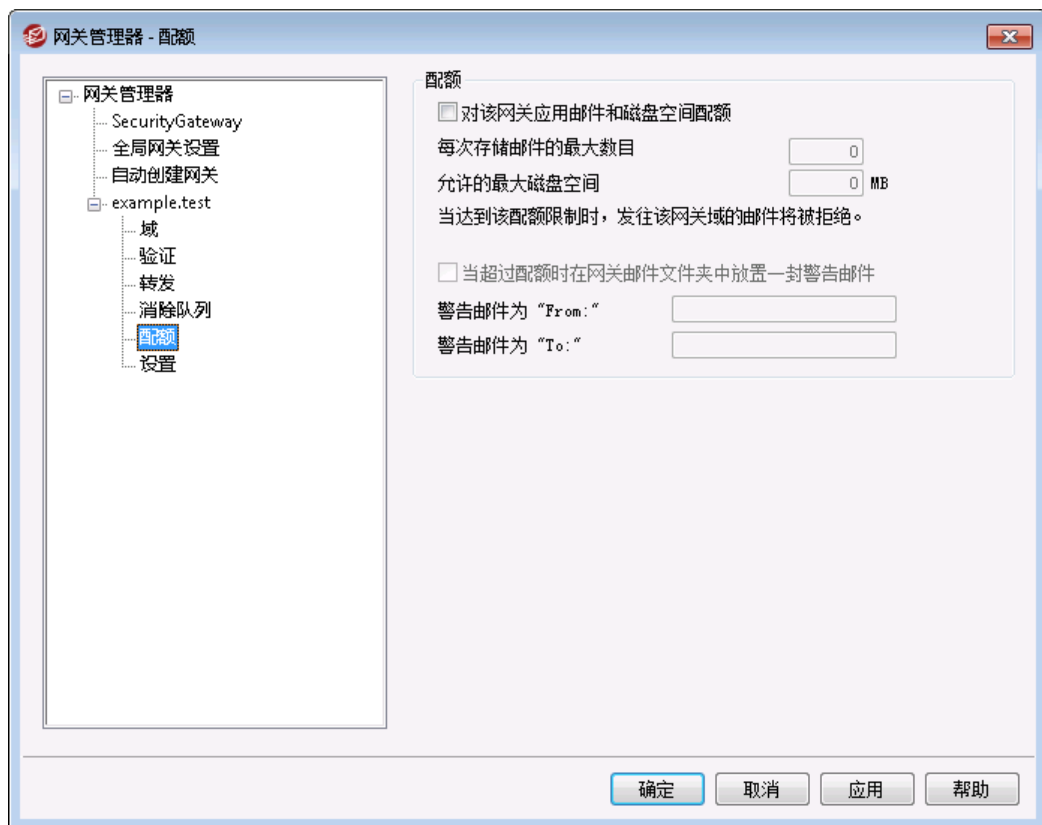 网关管理器 - 配额
网关管理器
SecurityGateway
全局网关设置
自动创建网关
example.test
域
验证
转发
消除队列
配额
设置
配额
对该网关应用邮件和磁盘空间配额
每次存储邮件的最大数目 0
允许的最大磁盘空间 0 MB
当达到该配额限制时，发往该网关域的邮件将被拒绝。
当超过配额时在网关邮件文件夹中放置一封警告邮件
警告邮件为 “From:”
警告邮件为 “To:”
确定 取消 应用 帮助